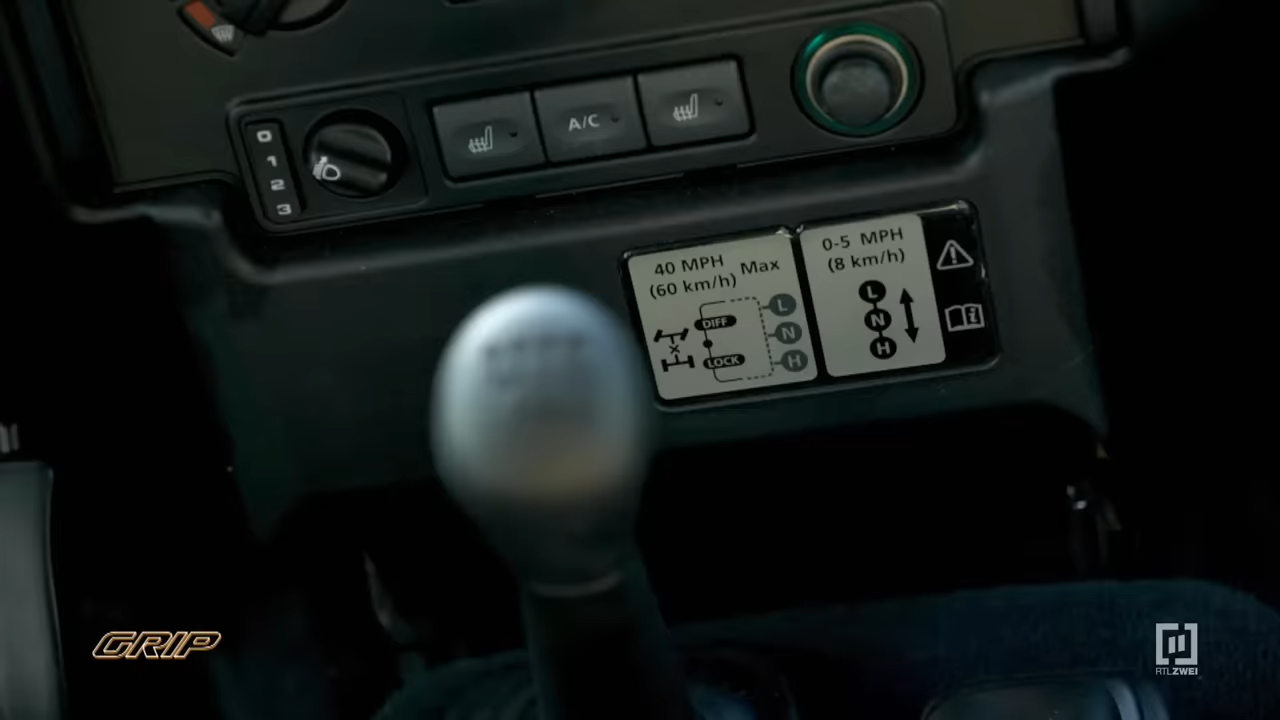 0
1
2
3
A/C
40 MPH Max
(60 km/h)
DIFF
LOCK
L
N
H
0-5 MPH
(8 km/h)
L
N
H
GRIP
RTLZWEI